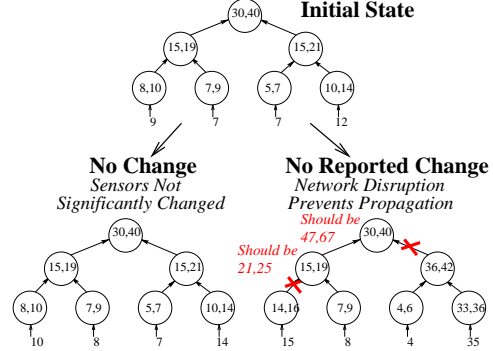 Initial State
30,40
15,19 15,21
8,10 7,9 5,7 10,14
9 7 7 12
No Change
Sensors Not
Significantly Changed
30,40
15,19 15,21
8,10 7,9 5,7 10,14
10 8 7 14
No Reported Change
Network Disruption
Prevents Propagation
Should be
47,67
30,40
Should be
21,25
15,19 36,42
14,16 7,9 4,6 33,36
15 8 4 35